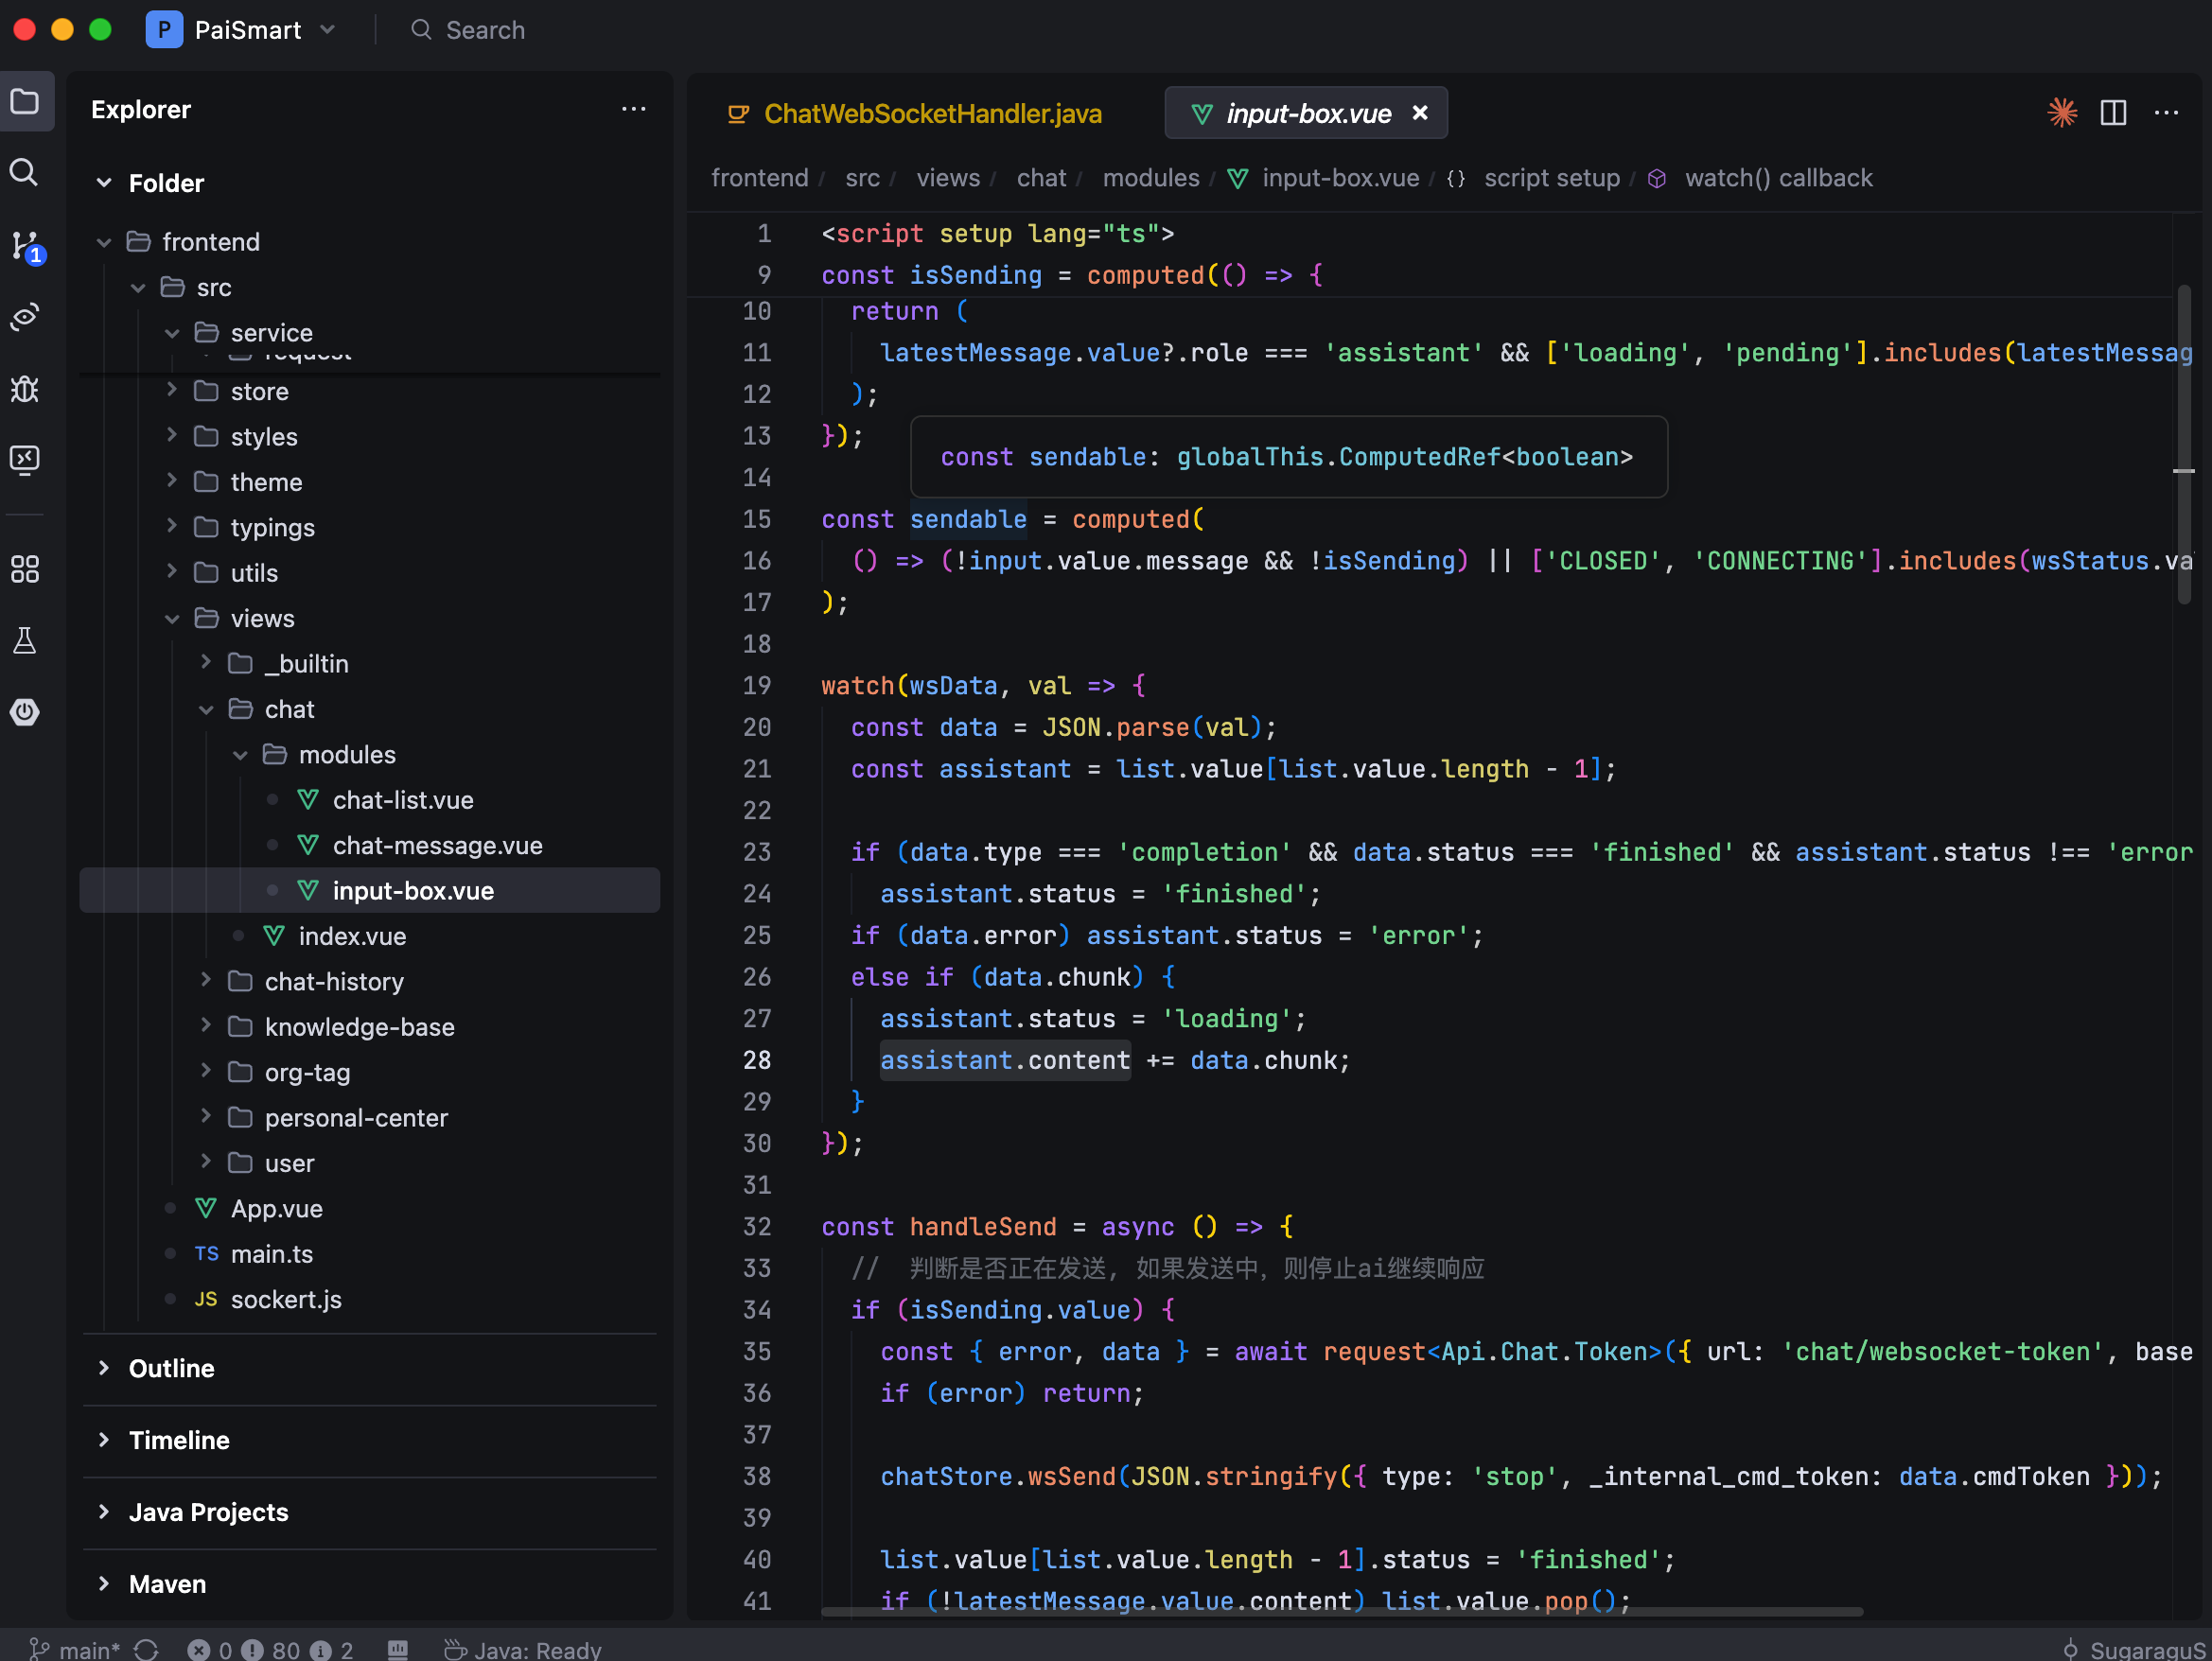 P PaiSmart Search
Explorer
Folder
frontend
src
service
request
store
styles
theme
typings
utils
views
_builtin
chat
modules
chat-list.vue
chat-message.vue
input-box.vue
index.vue
chat-history
knowledge-base
org-tag
personal-center
user
App.vue
TS main.ts
JS sockert.js
Outline
Timeline
Java Projects
Maven
1
ChatWebSocketHandler.java
input-box.vue
frontend / src / views / chat / modules / input-box.vue / {} script setup / watch() callback
1 <script setup lang="ts">
9 const isSending = computed(() => {
10 return (
11 latestMessage.value?.role === 'assistant' && ['loading', 'pending'].includes(latestMessag
12 );
13 });
const sendable: globalThis.ComputedRef<boolean>
14
15 const sendable = computed(
16 () => (!input.value.message && !isSending) || ['CLOSED', 'CONNECTING'].includes(wsStatus.va
17 );
18
19 watch(wsData, val => {
20 const data = JSON.parse(val);
21 const assistant = list.value[list.value.length - 1];
22
23 if (data.type === 'completion' && data.status === 'finished' && assistant.status !== 'error
24 assistant.status = 'finished';
25 if (data.error) assistant.status = 'error';
26 else if (data.chunk) {
27 assistant.status = 'loading';
28 assistant.content += data.chunk;
29 }
30 });
31
32 const handleSend = async () => {
33 // 判断是否正在发送, 如果发送中，则停止ai继续响应
34 if (isSending.value) {
35 const { error, data } = await request<Api.Chat.Token>({ url: 'chat/websocket-token', base
36 if (error) return;
37
38 chatStore.wsSend(JSON.stringify({ type: 'stop', _internal_cmd_token: data.cmdToken }));
39
40 list.value[list.value.length - 1].status = 'finished';
41 if (!latestMessage.value.content) list.value.pop();
main* 0 80 2 Java: Ready SugaraguS